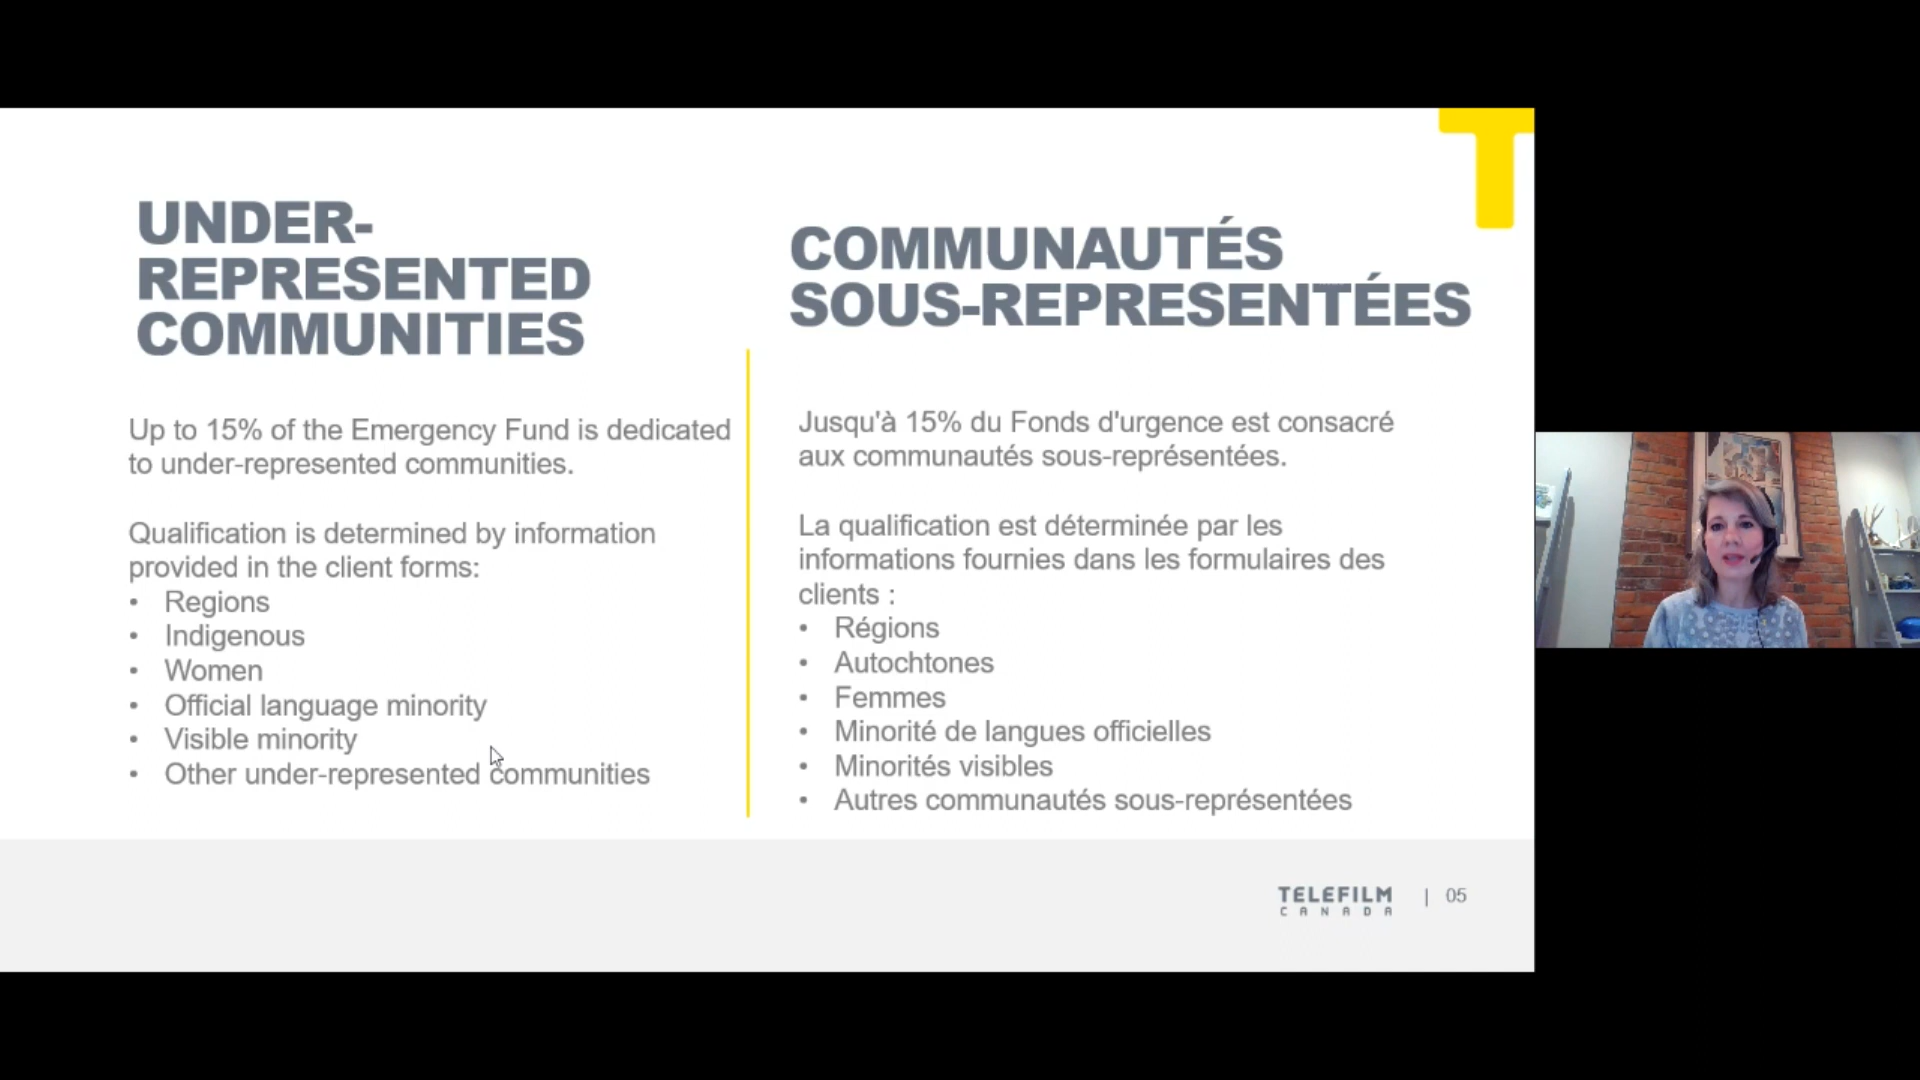 UNDER-
REPRESENTED
COMMUNITIES
Up to 15% of the Emergency Fund is dedicated
to under-represented communities.
Qualification is determined by information
provided in the client forms:
• Regions
• Indigenous
• Women
• Official language minority
• Visible minority
• Other under-represented communities
COMMUNAUTÉS
SOUS-REPRESENTÉES
Jusqu'à 15% du Fonds d'urgence est consacré
aux communautés sous-représentées.
La qualification est déterminée par les
informations fournies dans les formulaires des
clients :
• Régions
• Autochtones
• Femmes
• Minorité de langues officielles
• Minorités visibles
• Autres communautés sous-représentées
TELEFILM
CANADA
| 05